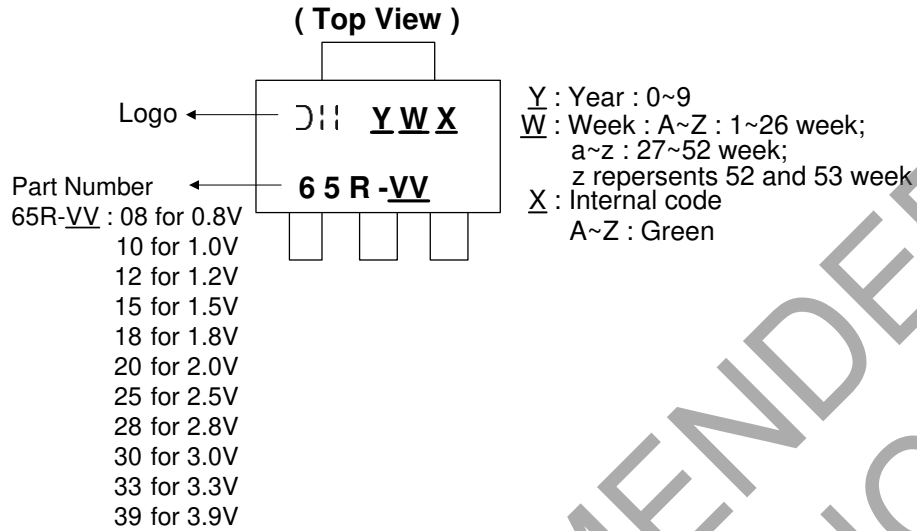 ( Top View )
Logo
Y W X
Part Number
6 5 R -VV
65R-VV : 08 for 0.8V
10 for 1.0V
12 for 1.2V
15 for 1.5V
18 for 1.8V
20 for 2.0V
25 for 2.5V
28 for 2.8V
30 for 3.0V
33 for 3.3V
39 for 3.9V
Y : Year : 0~9
W : Week : A~Z : 1~26 week;
a~z : 27~52 week;
z repersents 52 and 53 week
X : Internal code
A~Z : Green